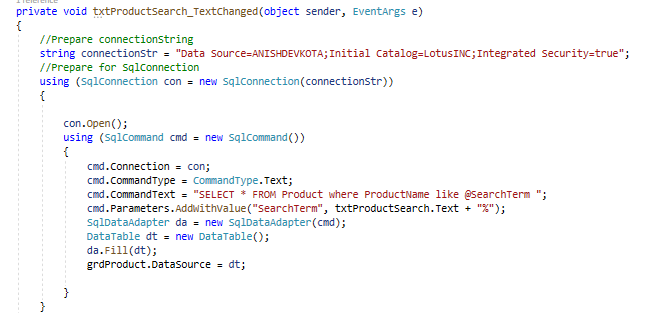 private void txtProductSearch_TextChanged(object sender, EventArgs e)
{
//Prepare connectionString
string connectionStr = "Data Source=ANISHDEVKOTA;Initial Catalog=LotusINC;Integrated Security=true";
//Prepare for SqlConnection
using (SqlConnection con = new SqlConnection(connectionStr))
{
con.Open();
using (SqlCommand cmd = new SqlCommand())
{
cmd.Connection = con;
cmd.CommandType = CommandType.Text;
cmd.CommandText = "SELECT * FROM Product where ProductName like @SearchTerm ";
cmd.Parameters.AddWithValue("SearchTerm", txtProductSearch.Text + "%");
SqlDataAdapter da = new SqlDataAdapter(cmd);
DataTable dt = new DataTable();
da.Fill(dt);
grdProduct.DataSource = dt;
}
}